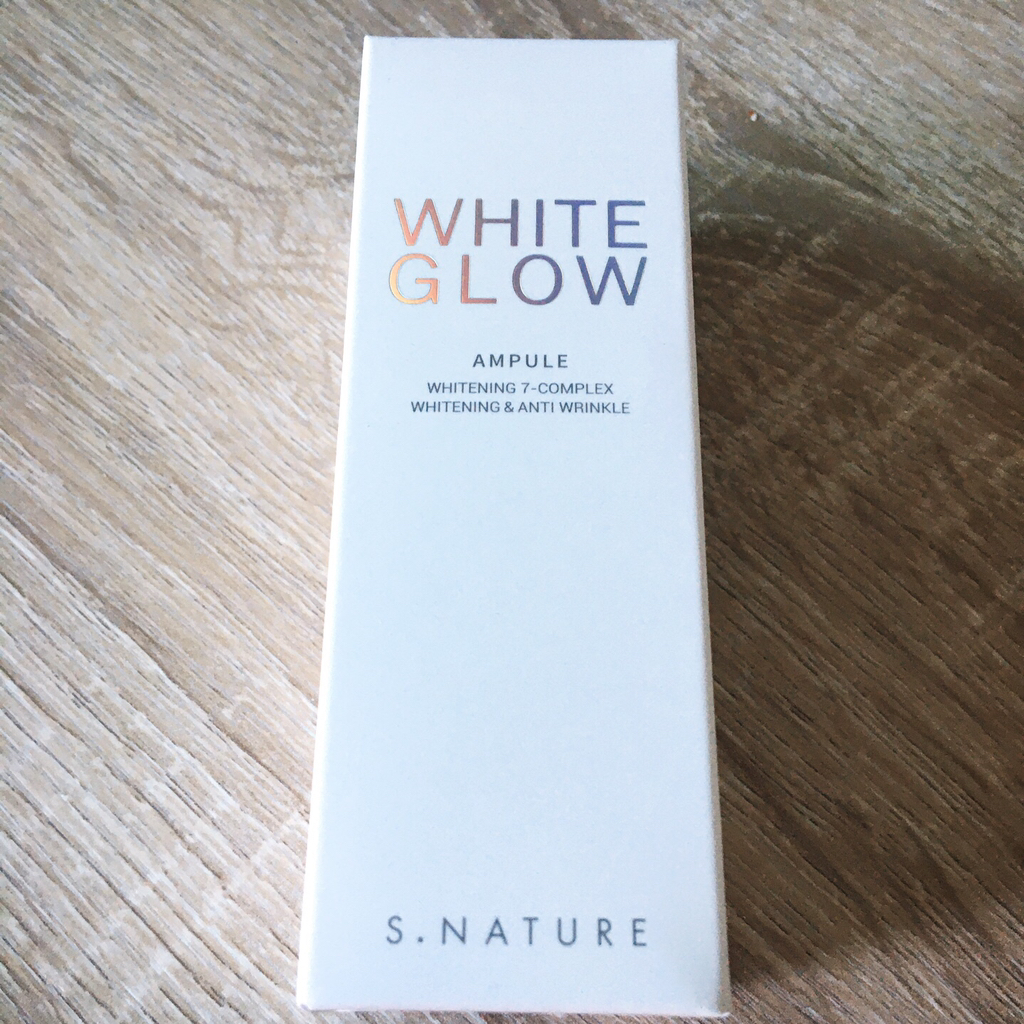 WHITE
GLOW
AMPULE
WHITENING 7-COMPLEX
WHITENING & ANTI WRINKLE
S.NATURE